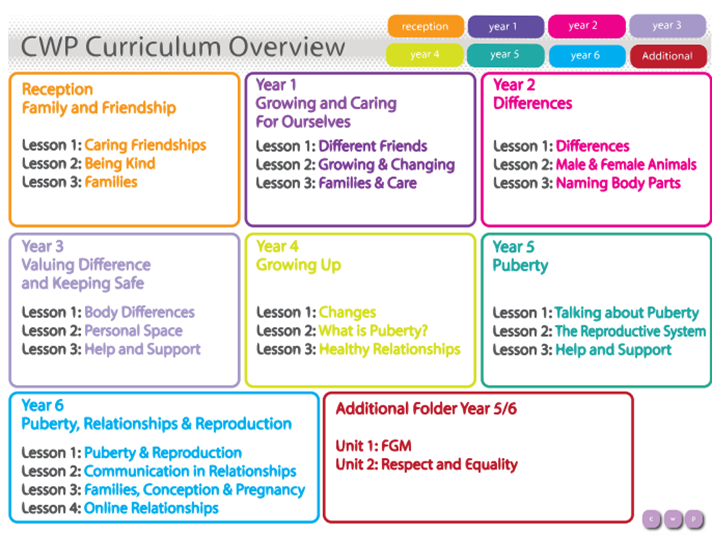 CWP Curriculum Overview
reception
year 1
year 2
year 3
year 4
year 5
year 6
Additional
Reception
Family and Friendship
Lesson 1: Caring Friendships
Lesson 2: Being Kind
Lesson 3: Families
Year 1
Growing and Caring
For Ourselves
Lesson 1: Different Friends
Lesson 2: Growing & Changing
Lesson 3: Families & Care
Year 2
Differences
Lesson 1: Differences
Lesson 2: Male & Female Animals
Lesson 3: Naming Body Parts
Year 3
Valuing Difference
and Keeping Safe
Lesson 1: Body Differences
Lesson 2: Personal Space
Lesson 3: Help and Support
Year 4
Growing Up
Lesson 1: Changes
Lesson 2: What is Puberty?
Lesson 3: Healthy Relationships
Year 5
Puberty
Lesson 1: Talking about Puberty
Lesson 2: The Reproductive System
Lesson 3: Help and Support
Year 6
Puberty, Relationships & Reproduction
Lesson 1: Puberty & Reproduction
Lesson 2: Communication in Relationships
Lesson 3: Families, Conception & Pregnancy
Lesson 4: Online Relationships
Additional Folder Year 5/6
Unit 1: FGM
Unit 2: Respect and Equality
c w p